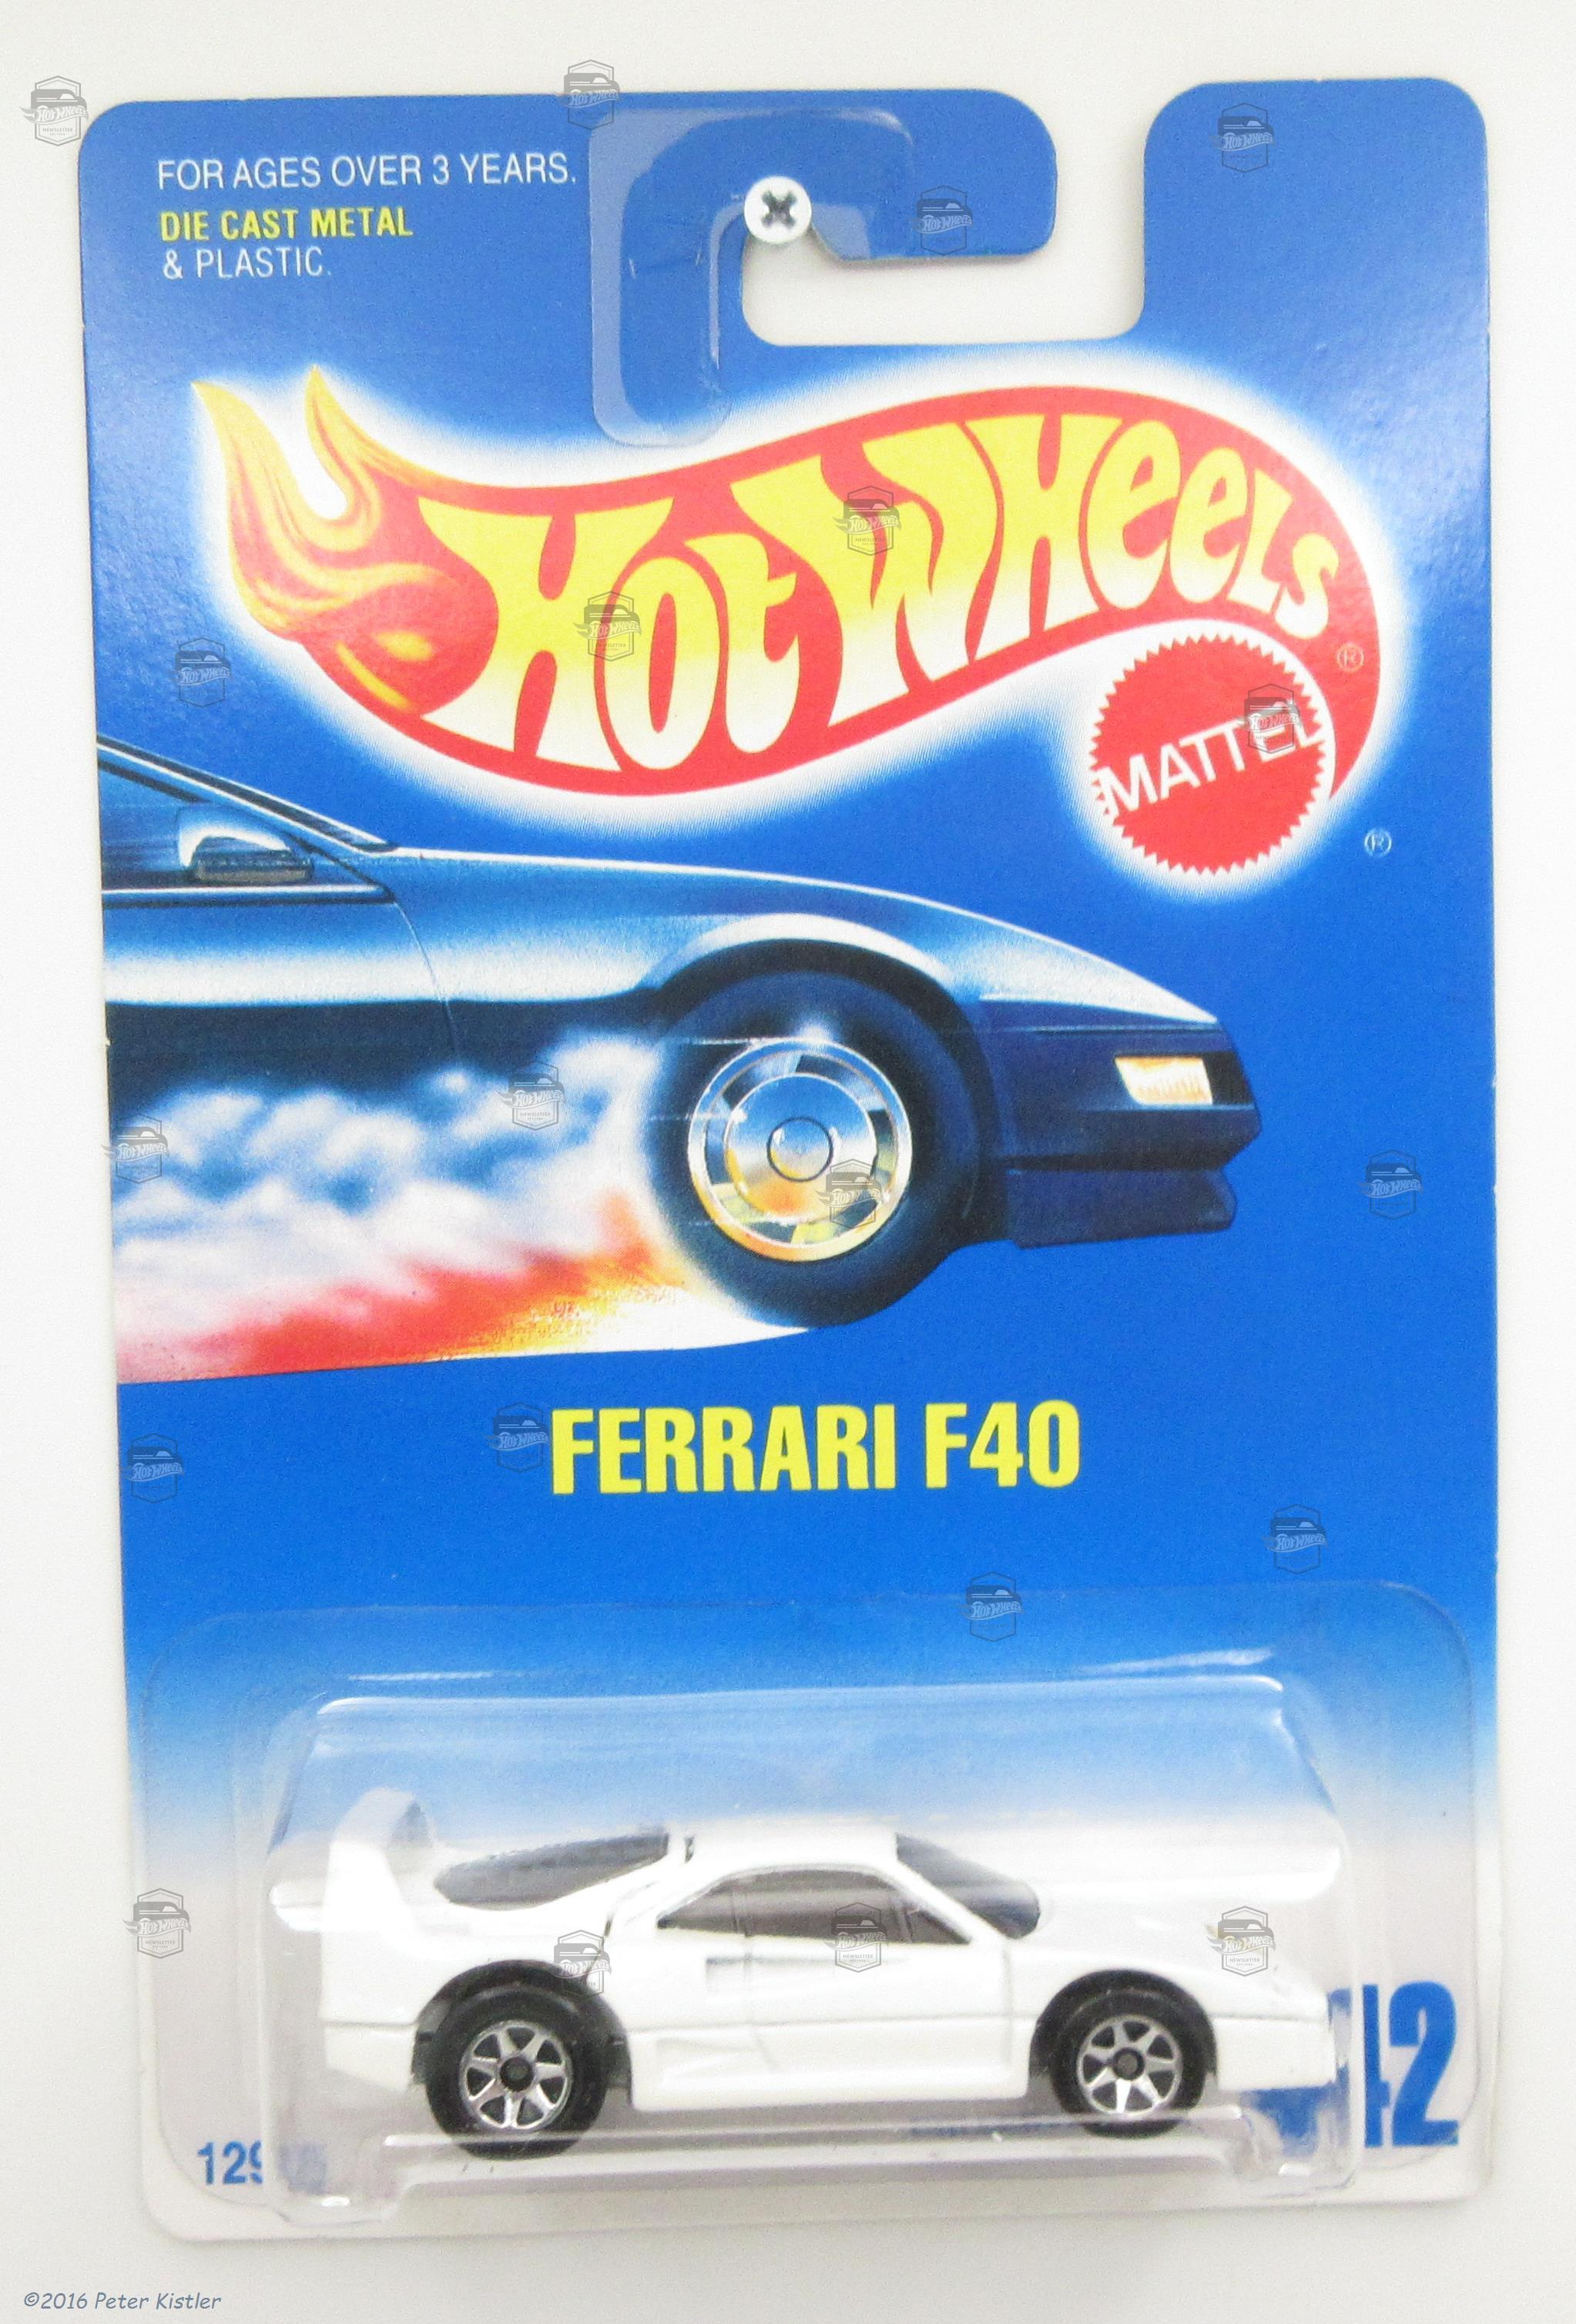 FOR AGES OVER 3 YEARS.
DIE CAST METAL
& PLASTIC.
HOT WHEELS
®
MATTEL
®
FERRARI F40
©2016 Peter Kistler